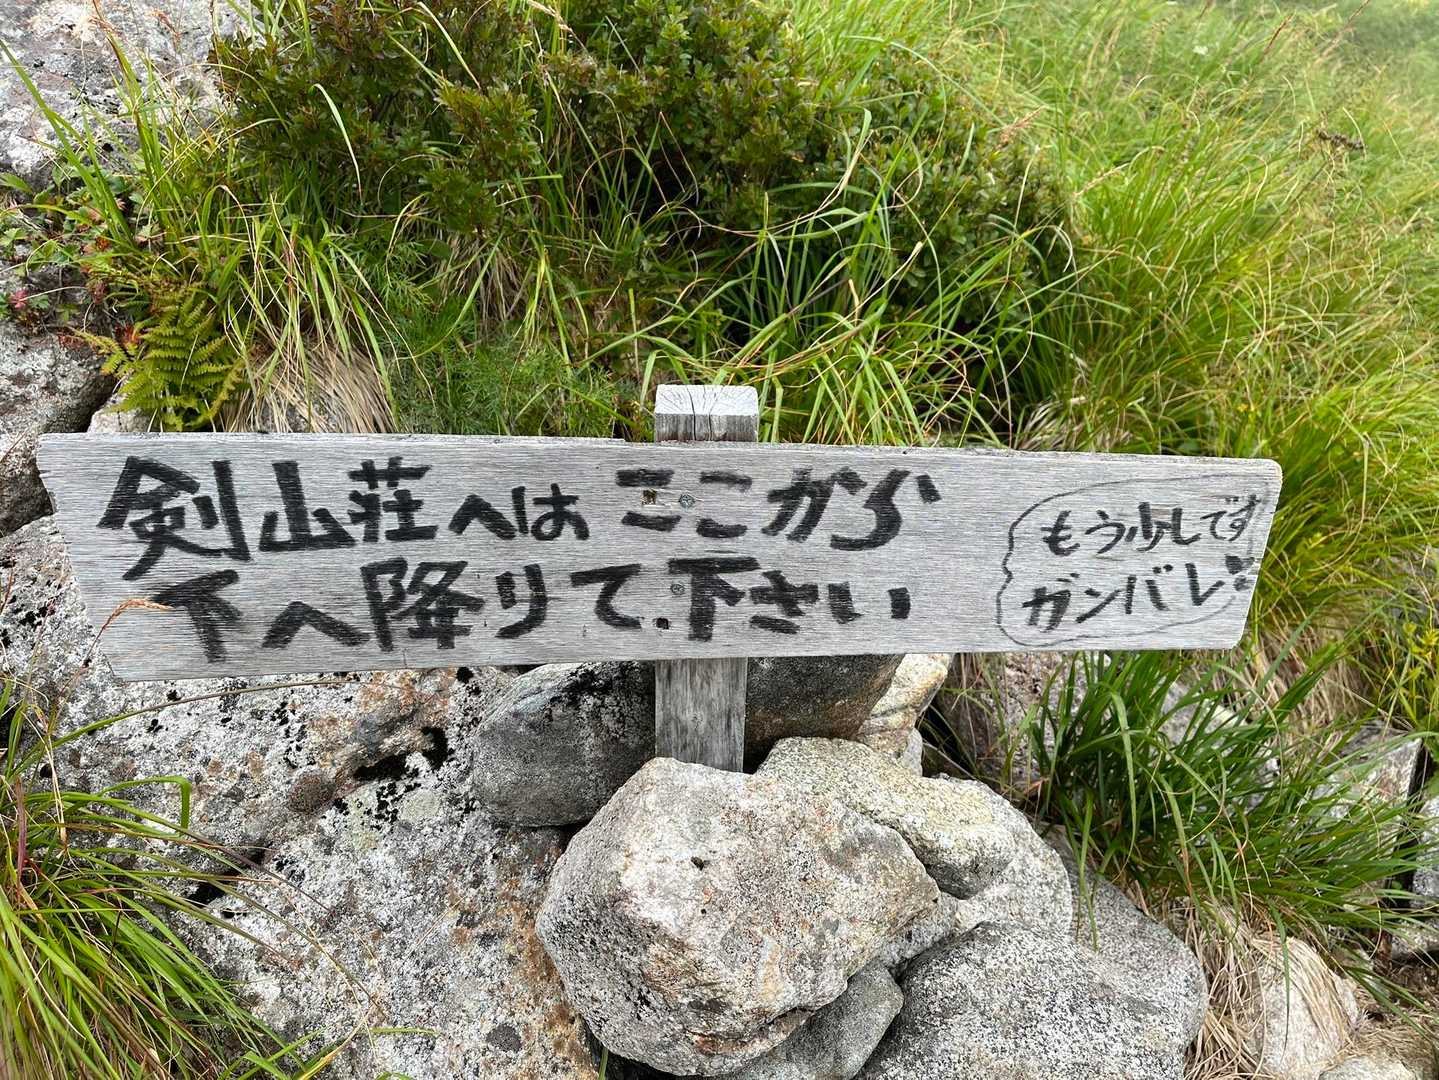 剣山荘へは ここから
下へ降りて下さい
もう少しです
ガンバレ!